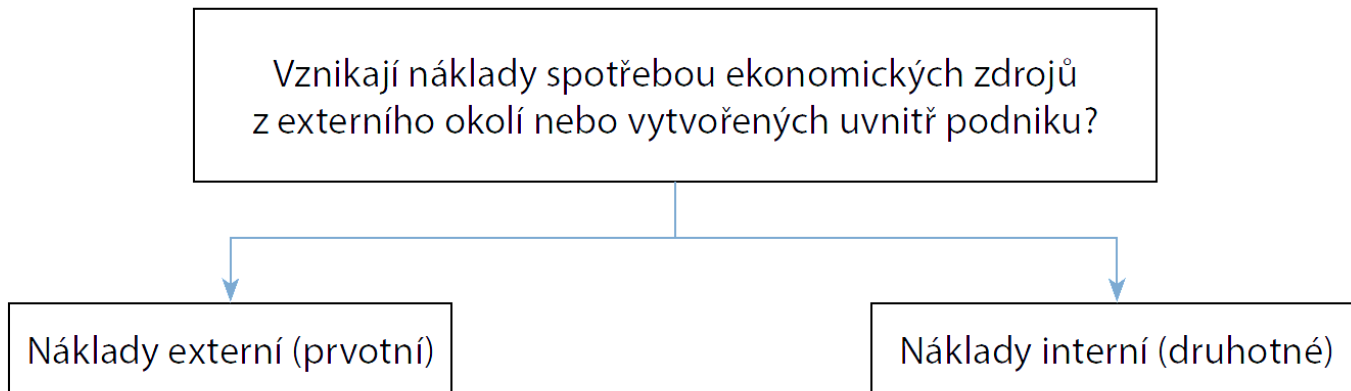 Vznikají náklady spotřebou ekonomických zdrojů
z externího okolí nebo vytvořených uvnitř podniku?
Náklady externí (prvotní)
Náklady interní (druhotné)